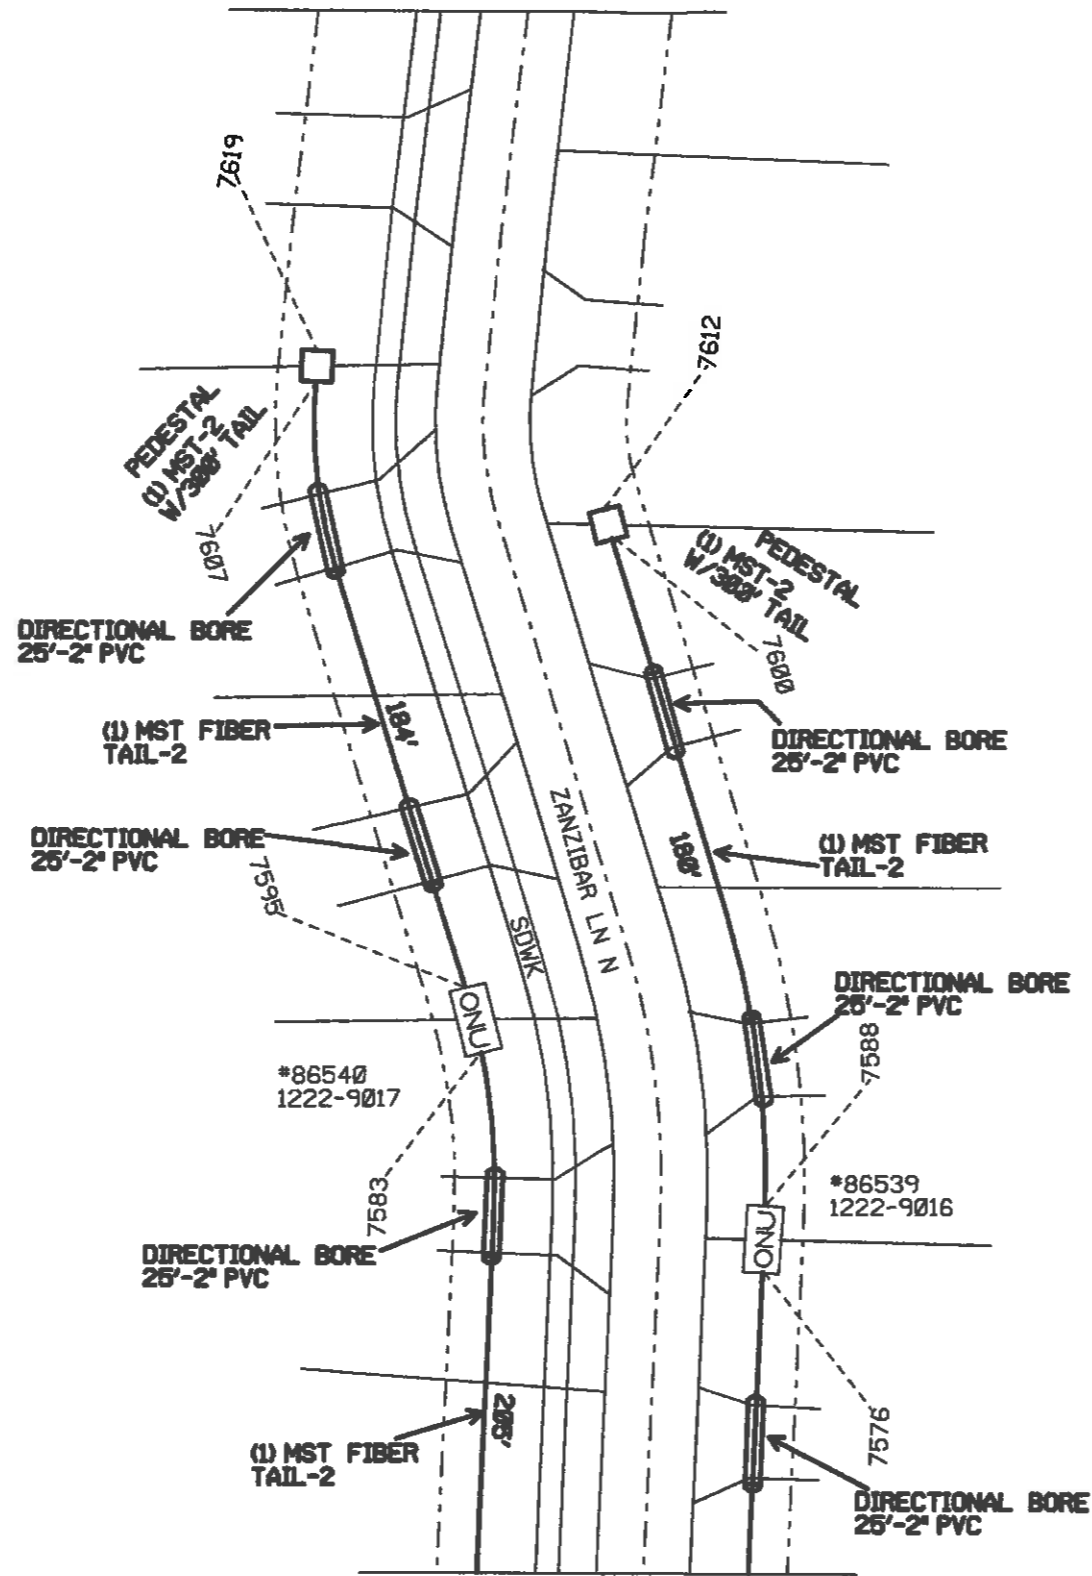 7619
7612
PEDESTAL
(1) MST-2
W/300' TAIL
7607
PEDESTAL
(1) MST-2
W/300' TAIL
7600
DIRECTIONAL BORE
25'-2" PVC
(1) MST FIBER
TAIL-2
184'
DIRECTIONAL BORE
25'-2" PVC
DIRECTIONAL BORE
25'-2" PVC
7595
ZANZIBAR LN N
180'
(1) MST FIBER
TAIL-2
SDWK
ONU
DIRECTIONAL BORE
25'-2" PVC
7588
#86540
1222-9017
7583
#86539
1222-9016
ONU
DIRECTIONAL BORE
25'-2" PVC
205'
(1) MST FIBER
TAIL-2
7576
DIRECTIONAL BORE
25'-2" PVC